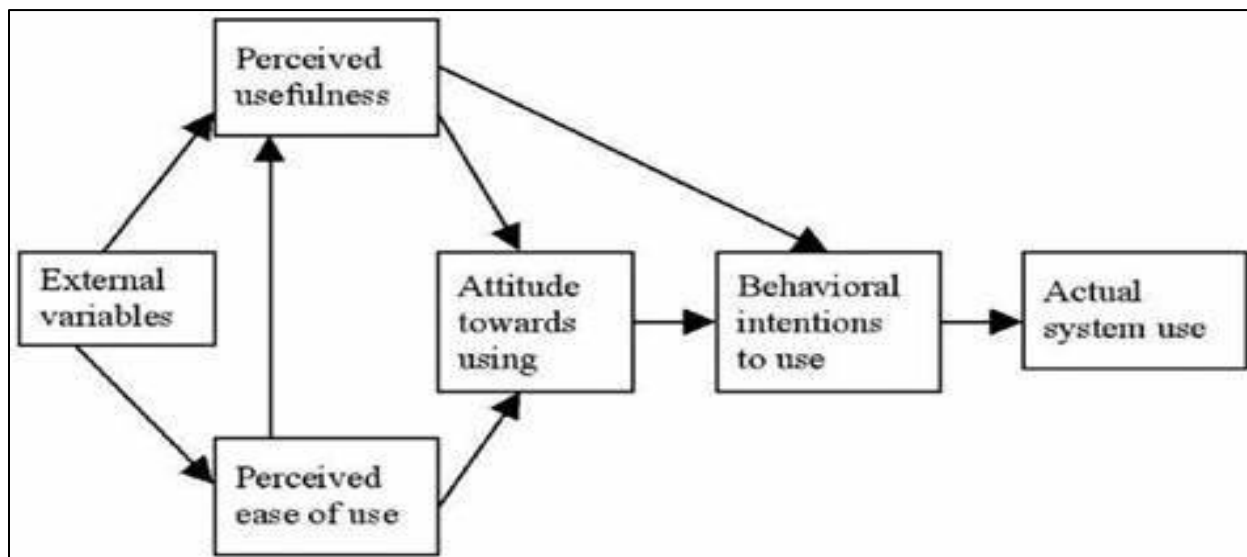 Perceived
usefulness
External
variables
Attitude
towards
using
Behavioral
intentions
to use
Actual
system use
Perceived
ease of use